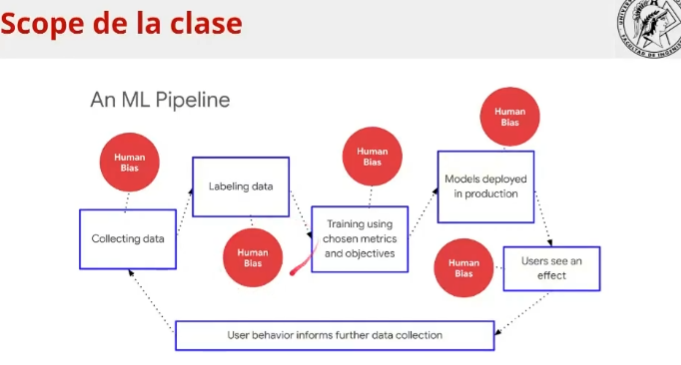 Scope de la clase
An ML Pipeline
Human
Bias
Collecting data
Labeling data
Human
Bias
Human
Bias
Training using
chosen metrics
and objectives
Human
Bias
Models deployed
in production
Human
Bias
Users see an
effect
User behavior informs further data collection